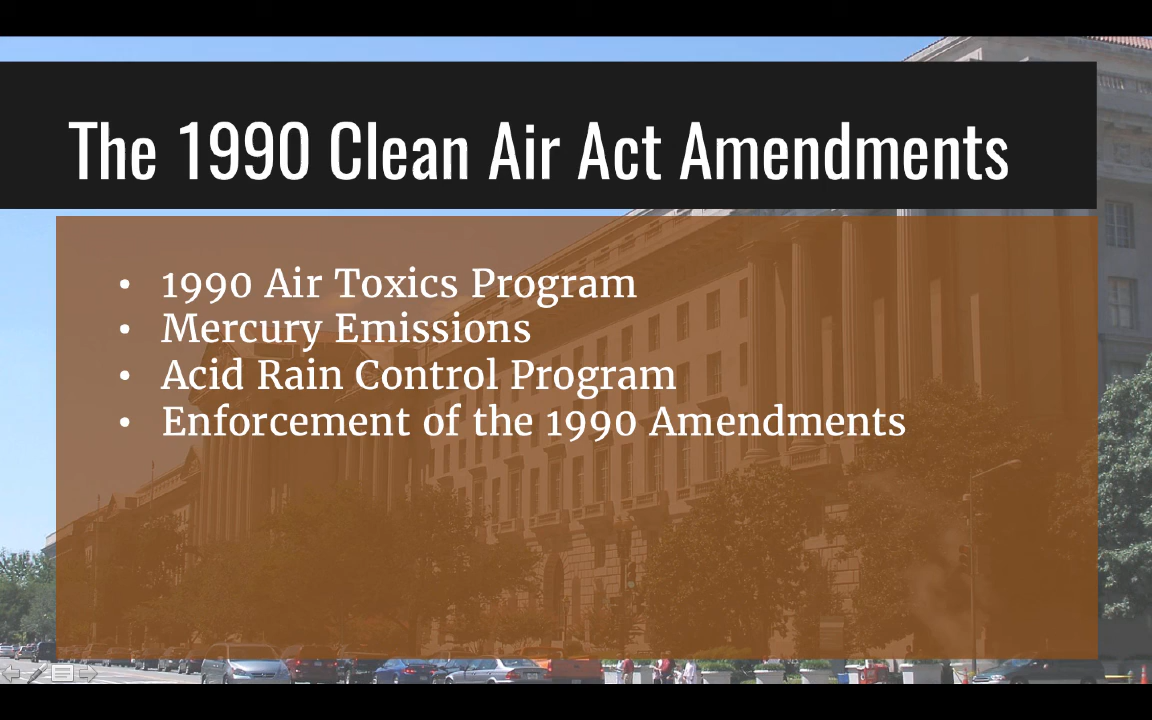 The 1990 Clean Air Act Amendments
• 1990 Air Toxics Program
• Mercury Emissions
• Acid Rain Control Program
• Enforcement of the 1990 Amendments